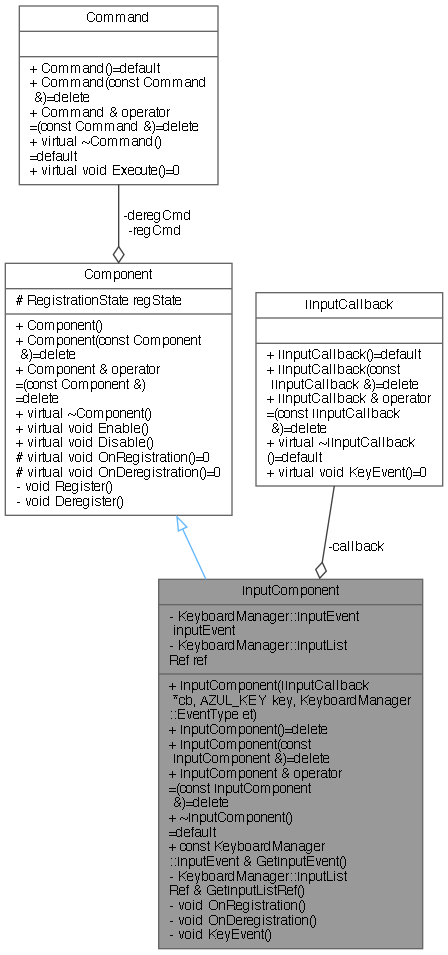 Command
+ Command()=default
+ Command(const Command
&)=delete
+ Command & operator
=(const Command &)=delete
+ virtual ~Command()
=default
+ virtual void Execute()=0
-deregCmd
-regCmd
Component
# RegistrationState regState
+ Component()
+ Component(const Component
&)=delete
+ Component & operator
=(const Component &)
=delete
+ virtual ~Component()
+ virtual void Enable()
+ virtual void Disable()
# virtual void OnRegistration()=0
# virtual void OnDeregistration()=0
- void Register()
- void Deregister()
IInputCallback
+ IInputCallback()=default
+ IInputCallback(const
IInputCallback &)=delete
+ IInputCallback & operator
=(const IInputCallback
&)=delete
+ virtual ~IInputCallback
()=default
+ virtual void KeyEvent()=0
-callback
InputComponent
- KeyboardManager::InputEvent
inputEvent
- KeyboardManager::InputList
Ref ref
+ InputComponent(IInputCallback
*cb, AZUL_KEY key, KeyboardManager
::EventType et)
+ InputComponent()=delete
+ InputComponent(const
InputComponent &)=delete
+ InputComponent & operator
=(const InputComponent
&)=delete
+ ~InputComponent()
=default
+ const KeyboardManager
::InputEvent & GetInputEvent()
- KeyboardManager::InputList
Ref & GetInputListRef()
- void OnRegistration()
- void OnDeregistration()
- void KeyEvent()